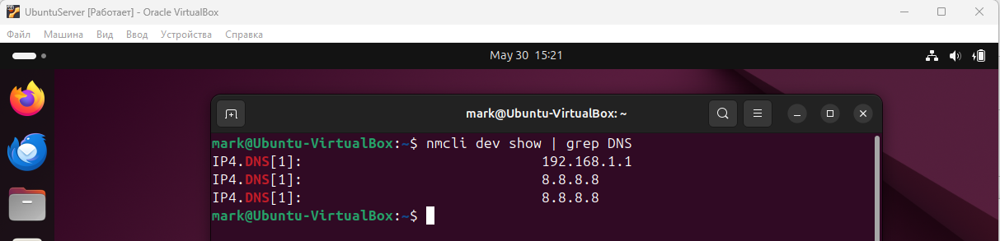 UbuntuServer [Работает] - Oracle VirtualBox
Файл Машина Вид Ввод Устройства Справка
May 30 15:21
mark@Ubuntu-VirtualBox: ~
mark@Ubuntu-VirtualBox:~$ nmcli dev show | grep DNS
IP4.DNS[1]: 192.168.1.1
IP4.DNS[1]: 8.8.8.8
IP4.DNS[1]: 8.8.8.8
mark@Ubuntu-VirtualBox:~$